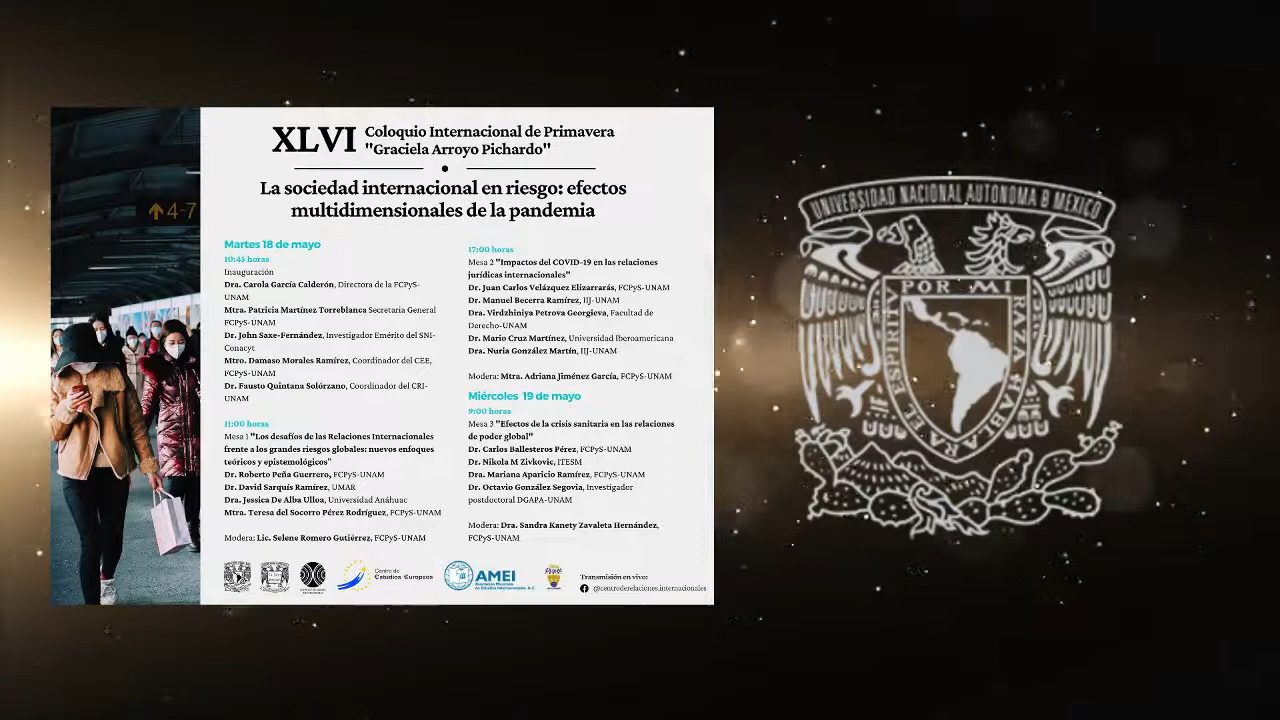 XLVI
Coloquio Internacional de Primavera
"Graciela Arroyo Pichardo"
La sociedad internacional en riesgo: efectos
multidimensionales de la pandemia
4-7
Martes 18 de mayo
10:45 horas
Inauguración
Dra. Carola García Calderón, Directora de la FCPyS-
UNAM
Mtra. Patricia Martínez Torreblanca Secretaria General
FCPyS-UNAM
Dr. John Saxe-Fernández, Investigador Emérito del SNI-
Conacyt
Mtro. Damaso Morales Ramírez, Coordinador del CEE,
FCPyS-UNAM
Dr. Fausto Quintana Solórzano, Coordinador del CRI-
UNAM
11:00 horas
Mesa 1 "Los desafíos de las Relaciones Internacionales
frente a los grandes riesgos globales: nuevos enfoques
teóricos y epistemológicos"
Dr. Roberto Peña Guerrero, FCPyS-UNAM
Dr. David Sarquís Ramírez, UMAR
Dra. Jessica De Alba Ulloa, Universidad Anáhuac
Mtra. Teresa del Socorro Pérez Rodríguez, FCPyS-UNAM
Modera: Lic. Selene Romero Gutiérrez, FCPyS-UNAM
17:00 horas
Mesa 2 "Impactos del COVID-19 en las relaciones
jurídicas internacionales"
Dr. Juan Carlos Velázquez Elizarrarás, FCPyS-UNAM
Dr. Manuel Becerra Ramírez, IIJ-UNAM
Dra. Virdzhiniya Petrova Georgieva, Facultad de
Derecho-UNAM
Dr. Mario Cruz Martínez, Universidad Iberoamericana
Dra. Nuria González Martín, IIJ-UNAM
Modera: Mtra. Adriana Jiménez García, FCPyS-UNAM
Miércoles 19 de mayo
9:00 horas
Mesa 3 "Efectos de la crisis sanitaria en las relaciones
de poder global"
Dr. Carlos Ballesteros Pérez, FCPyS-UNAM
Dr. Nikola M Zivkovic, ITESM
Dra. Mariana Aparicio Ramírez, FCPyS-UNAM
Dr. Octavio González Segovia, Investigador
postdoctoral DGAPA-UNAM
Modera: Dra. Sandra Kanety Zavaleta Hernández,
FCPyS-UNAM
Centro de
Estudios Europeos
AMEI
Asociación Mexicana
de Estudios Internacionales, A.C.
Transmisión en vivo:
@centroderelaciones.internacionales
UNIVERSIDAD NACIONAL AUTONOMA D MEXICO
POR MI
RAZA HABLARA EL ESPIRITU